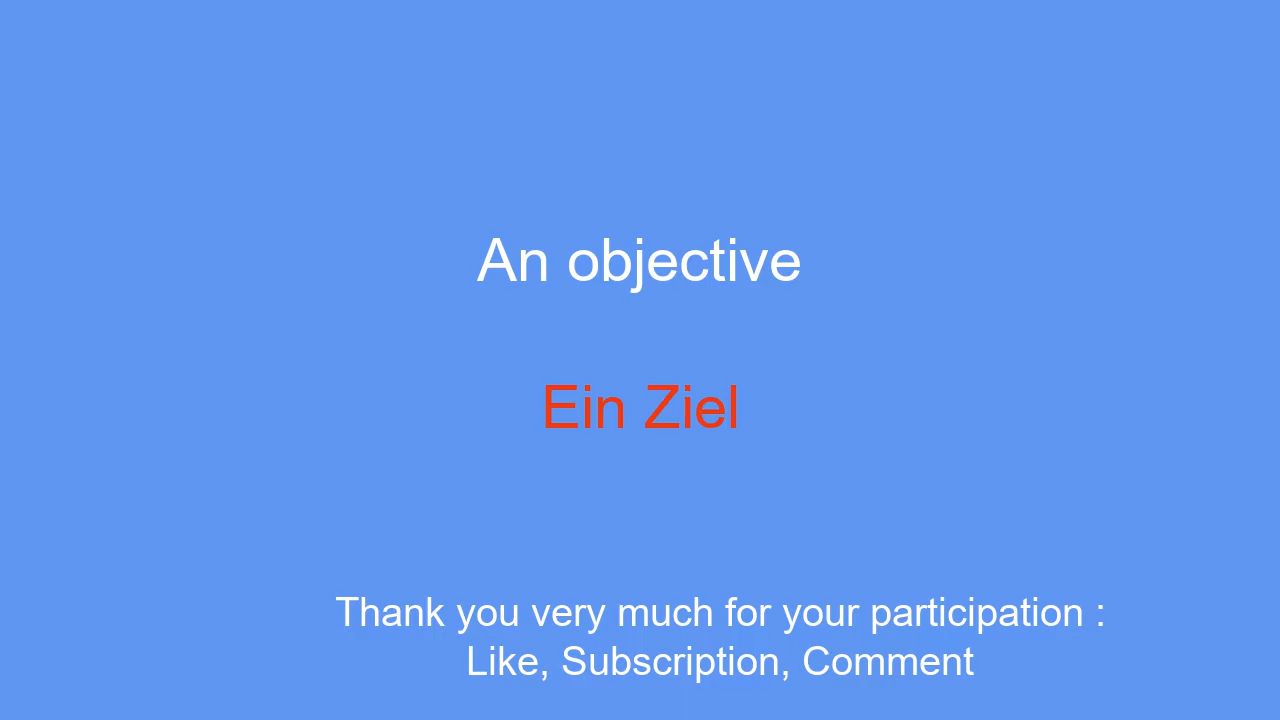 An objective
Ein Ziel
Thank you very much for your participation :
Like, Subscription, Comment